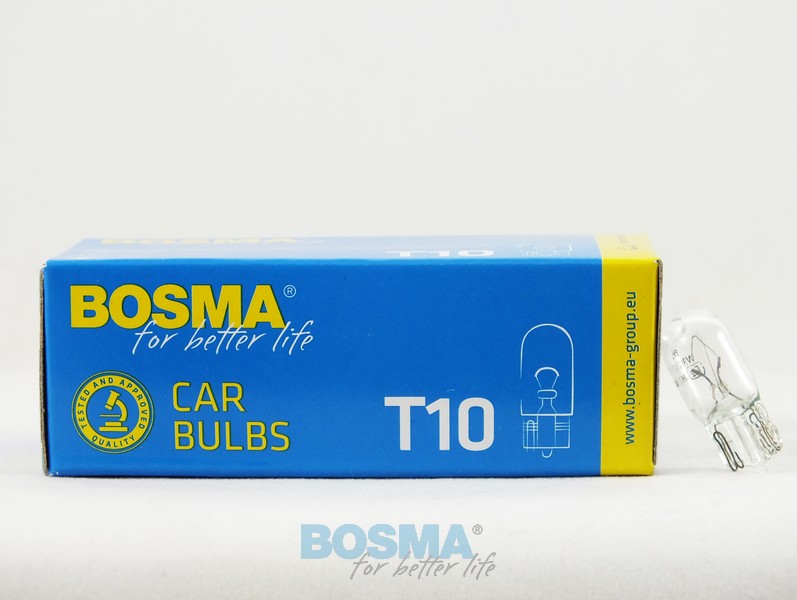 BOSMA
T10
BOSMA®
for better life
TESTED AND APPROVED
QUALITY
CAR
BULBS
T10
www.bosma-group.eu
BOSMA®
for better life